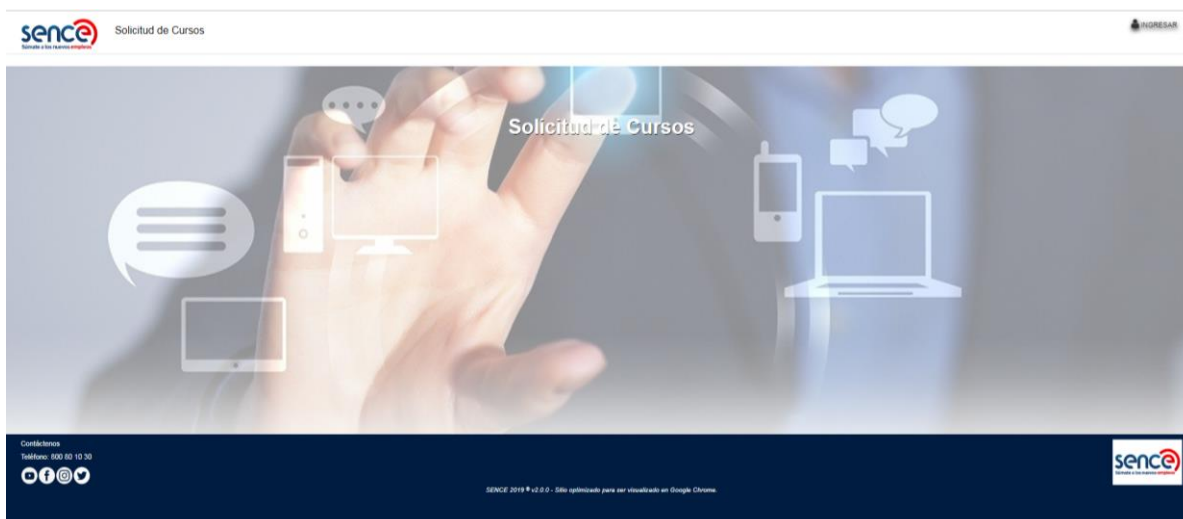 sence
Súmate a los nuevos empleos
Solicitud de Cursos
INGRESAR
Solicitud de Cursos
Contáctenos
Teléfono: 800 80 10 30
sence
Súmate a los nuevos empleos
SENCE 2019 ® v2.0.0 - Sitio optimizado para ser visualizado en Google Chrome.